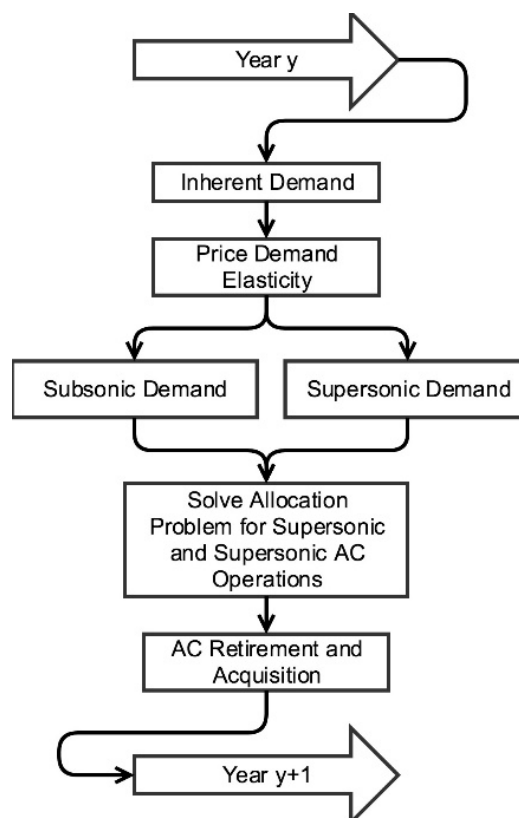 Year y
Inherent Demand
Price Demand
Elasticity
Subsonic Demand
Supersonic Demand
Solve Allocation
Problem for Supersonic
and Supersonic AC
Operations
AC Retirement and
Acquisition
Year y+1